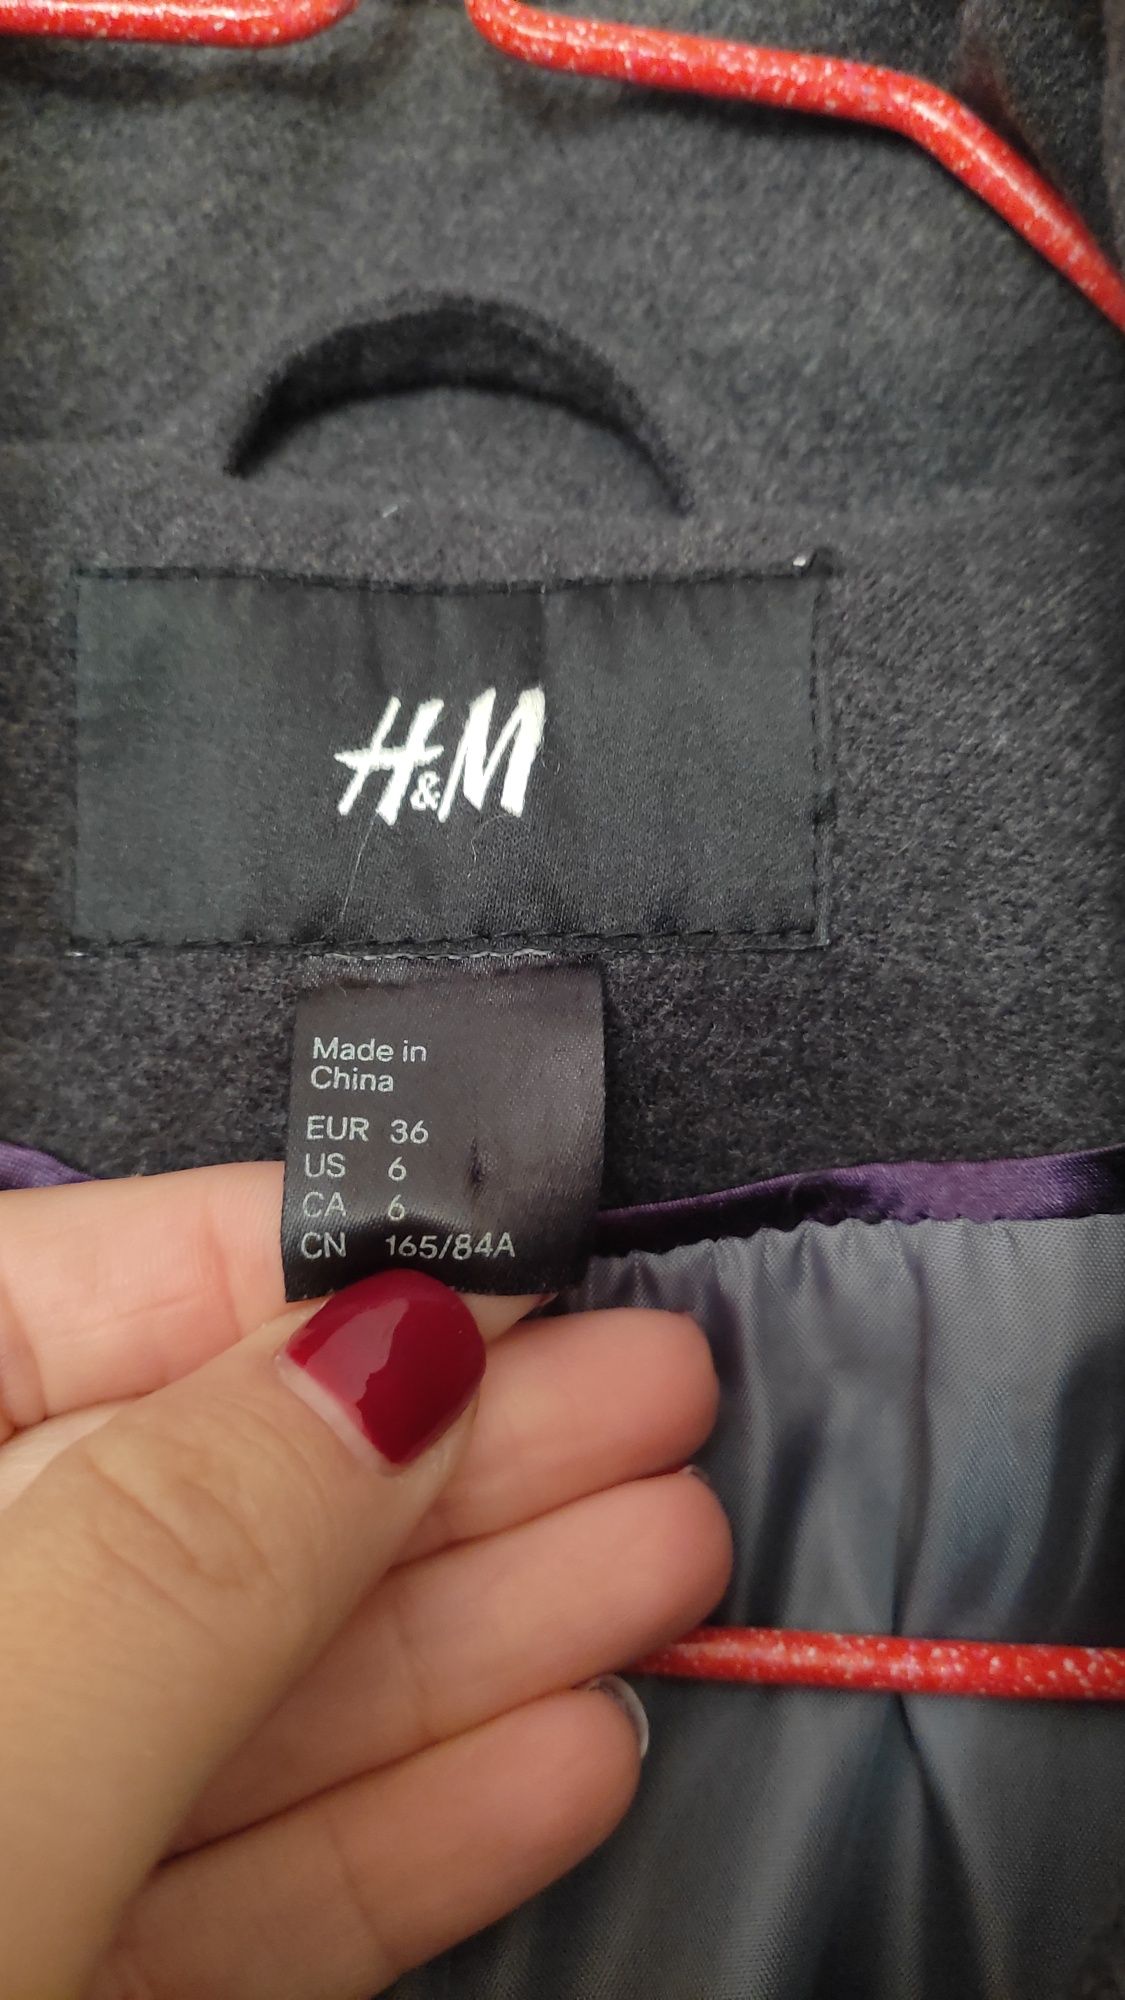 H&M
Made in
China
EUR 36
US 6
CA 6
CN 165/84A